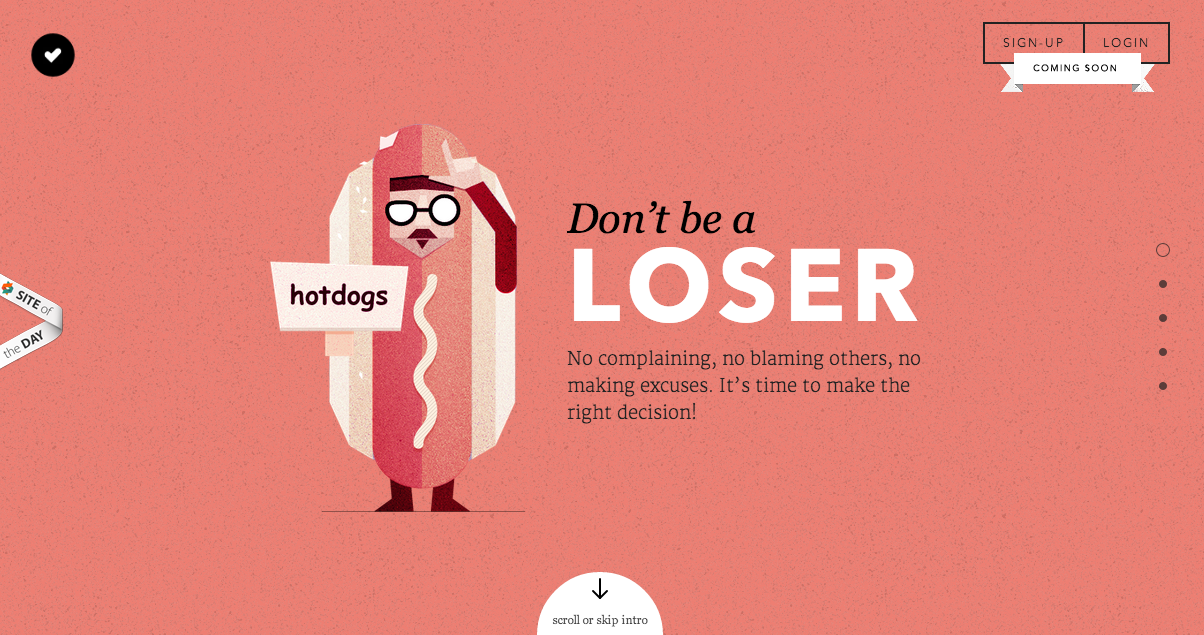 SIGN-UP
LOGIN
COMING SOON
Don’t be a
LOSER
hotdogs
SITE of
the DAY
No complaining, no blaming others, no
making excuses. It’s time to make the
right decision!
scroll or skip intro